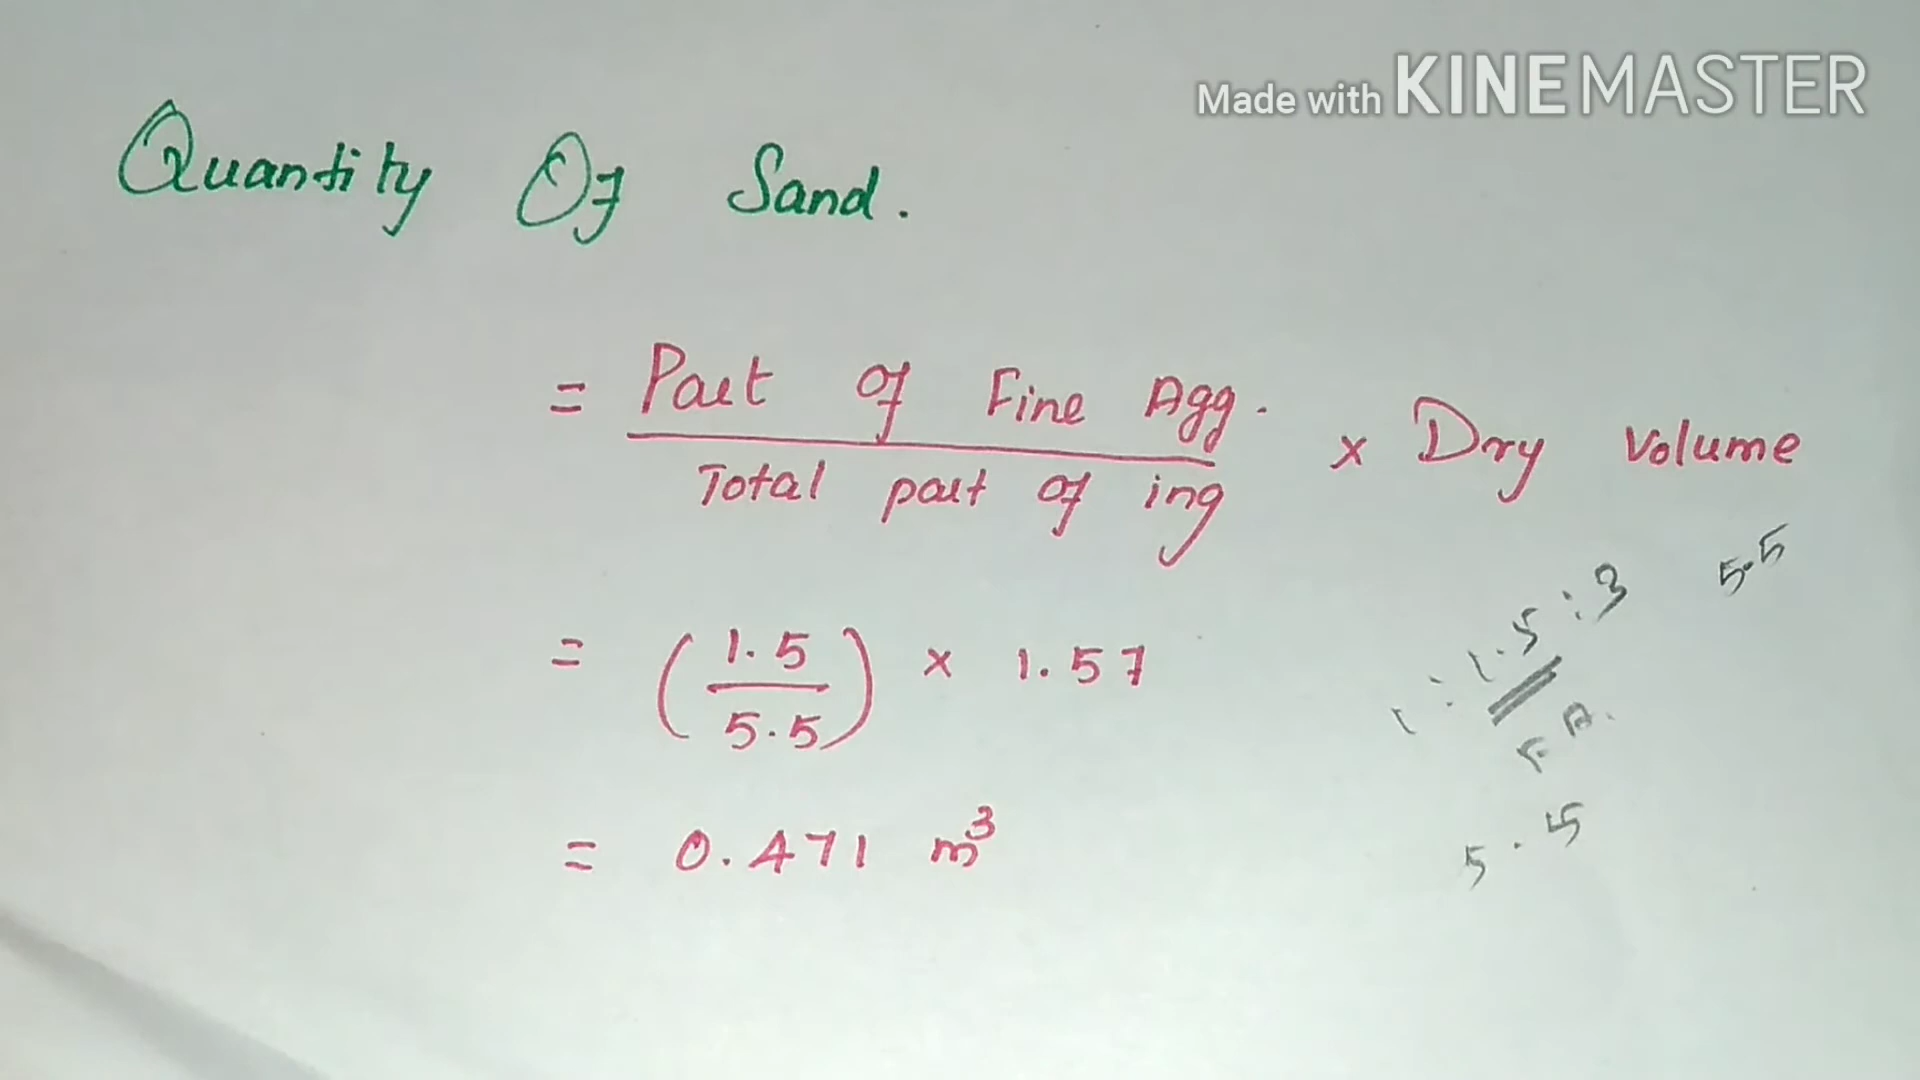 Made with KINEMASTER
Quantity Of Sand.
= Part of Fine Agg. × Dry Volume
Total part of ing
= (1.5/5.5) × 1.57
= 0.471 m³
1 : 1.5 : 3
5.5
F A.
5.5